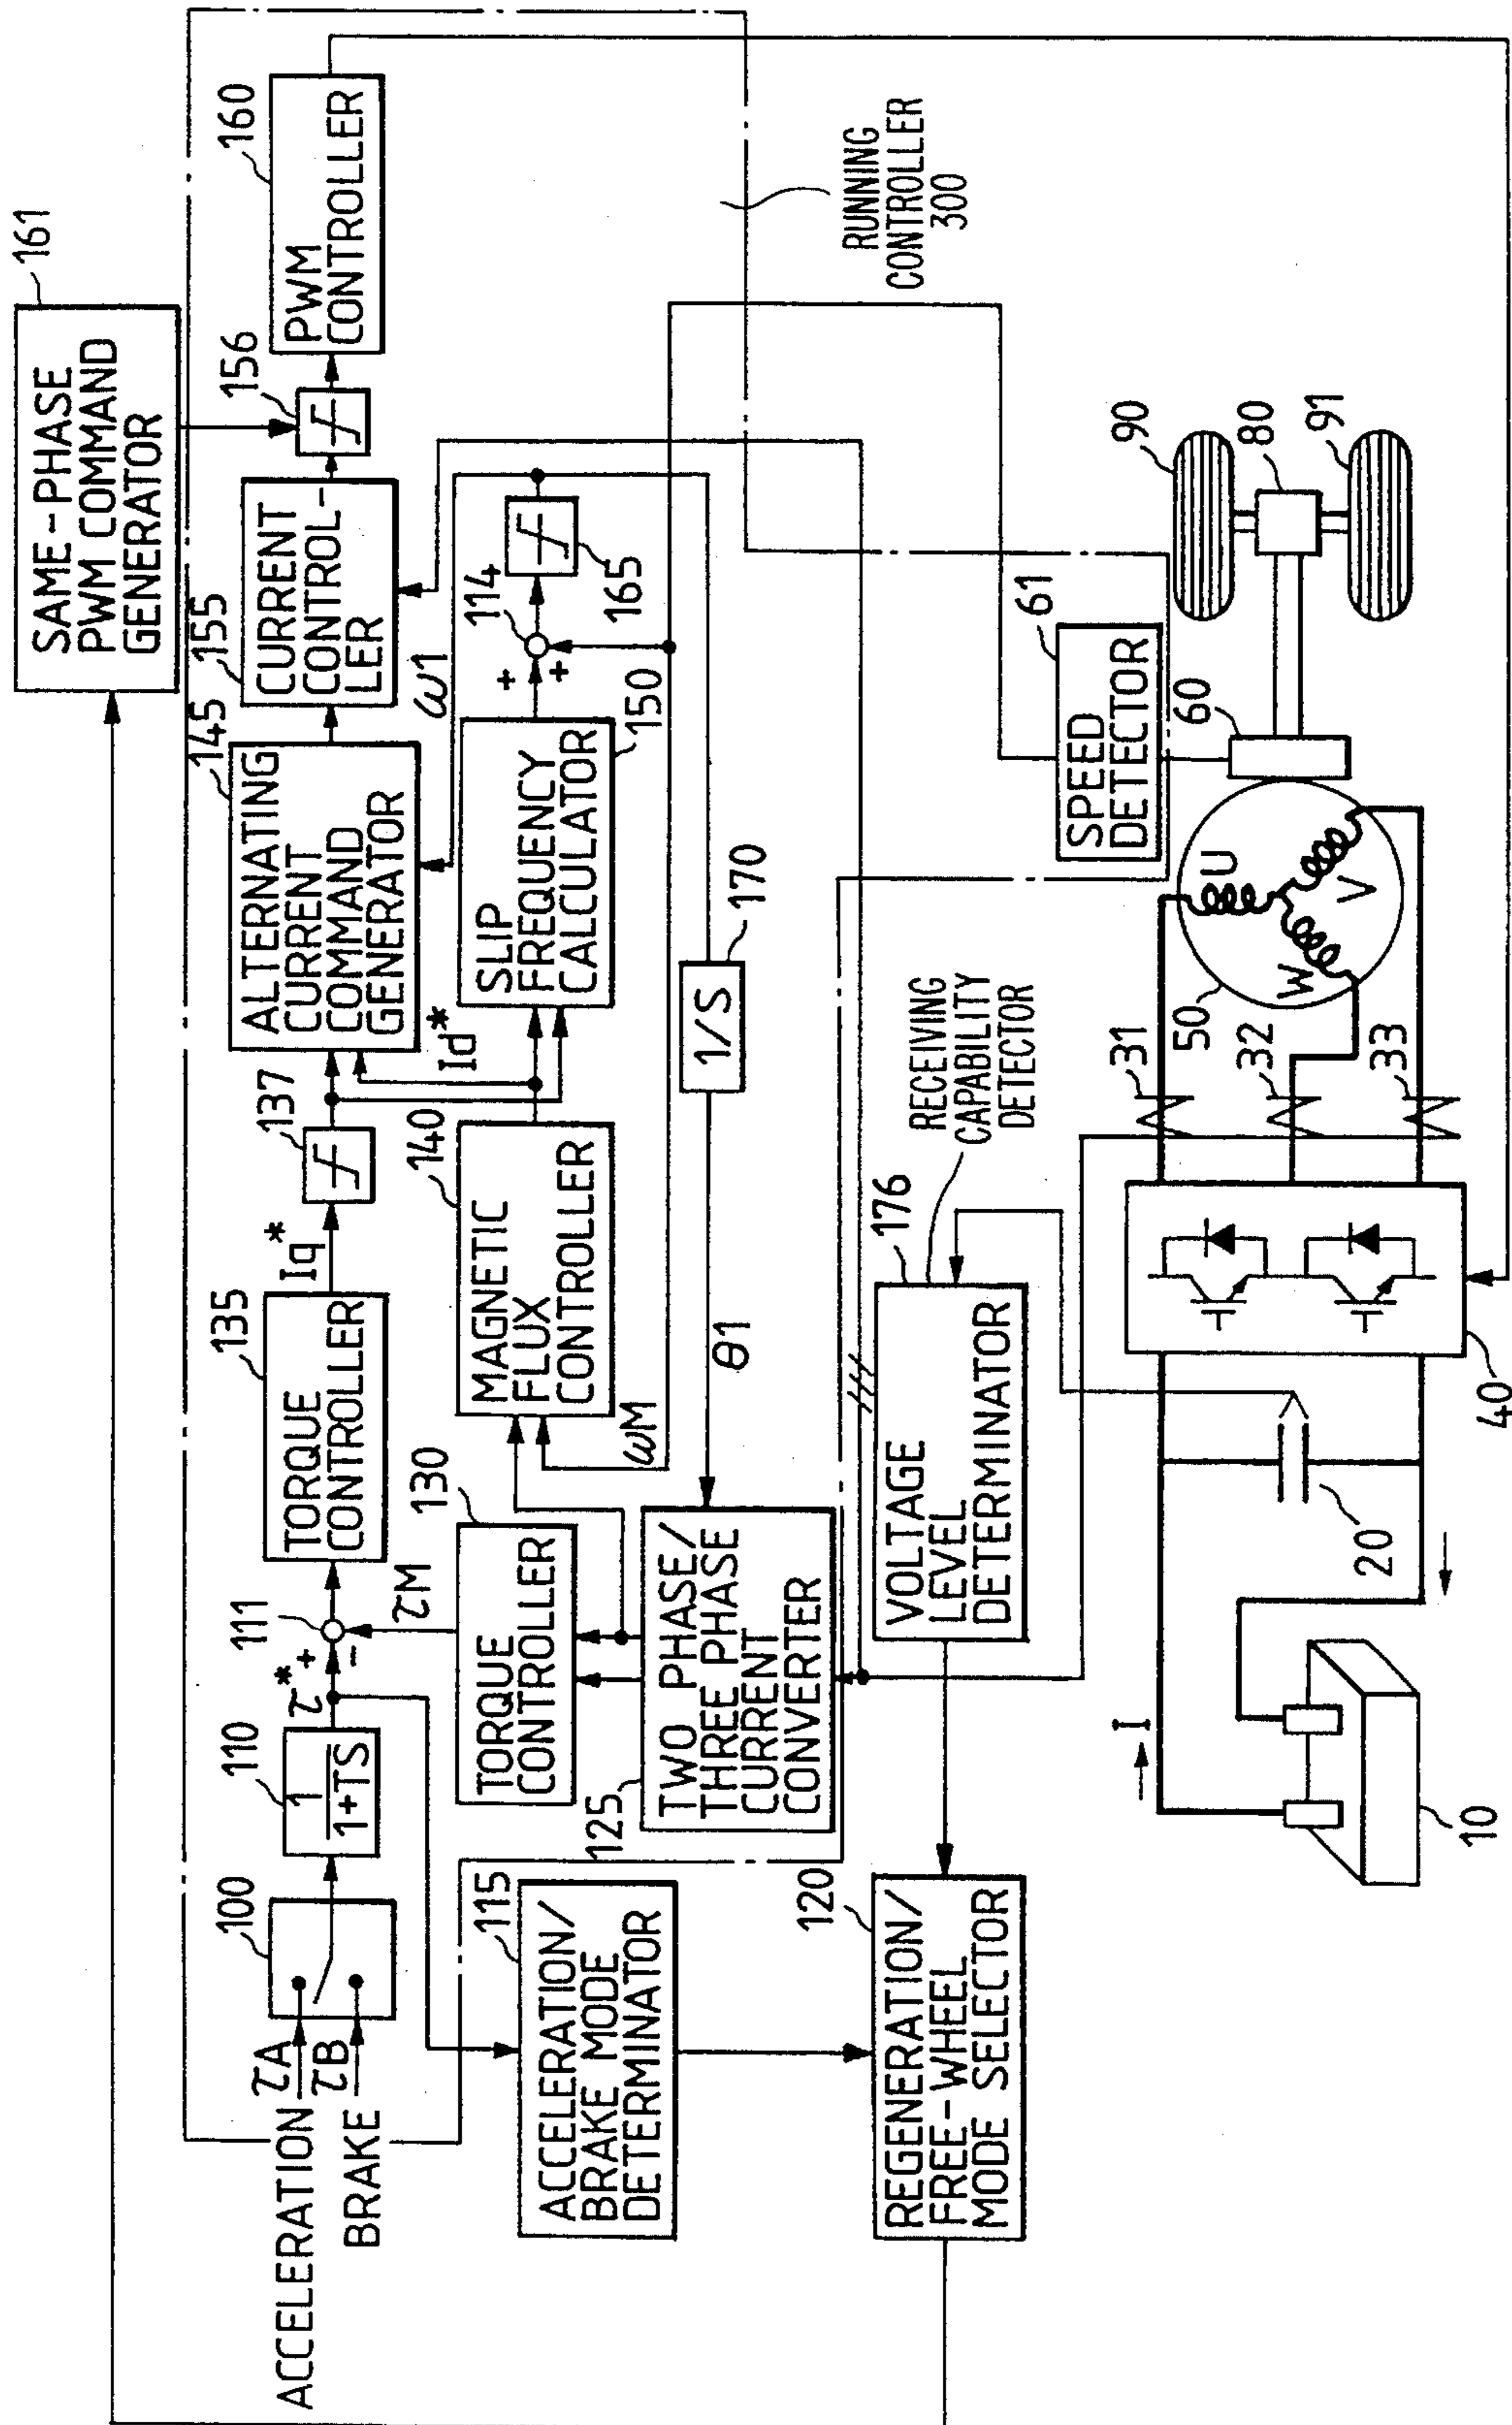 SAME-PHASE
PWM COMMAND
GENERATOR
161
ACCELERATION
τA
τB
BRAKE
100
110
1
1+TS
τ*
+
-
111
τM
135
TORQUE
CONTROLLER
Iq*
137
145
ALTERNATING
CURRENT
COMMAND
GENERATOR
155
CURRENT
CONTROL-
LER
156
160
PWM
CONTROLLER
ω1
130
TORQUE
CONTROLLER
140
MAGNETIC
FLUX
CONTROLLER
ωM
Id*
SLIP
FREQUENCY
CALCULATOR
150
+
+
114
165
115
ACCELERATION/
BRAKE MODE
DETERMINATOR
125
TWO PHASE/
THREE PHASE
CURRENT
CONVERTER
θ1
1/S
170
RUNNING
CONTROLLER
300
120
REGENERATION/
FREE-WHEEL
MODE SELECTOR
VOLTAGE
LEVEL
DETERMINATOR
176
RECEIVING
CAPABILITY
DETECTOR
SPEED
DETECTOR
61
I
10
20
40
31
32
33
50
U
V
W
60
90
80
91